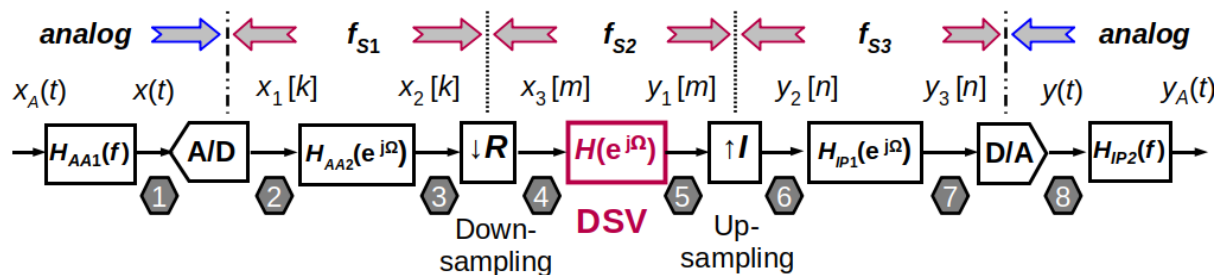 analog f_S1 f_S2 f_S3 analog
x_A(t) x(t) x_1[k] x_2[k] x_3[m] y_1[m] y_2[n] y_3[n] y(t) y_A(t)
H_AA1(f) A/D H_AA2(e^jΩ) ↓R H(e^jΩ) ↑I H_IP1(e^jΩ) D/A H_IP2(f)
1 2 3 4 5 6 7 8
Down-
sampling
DSV
Up-
sampling